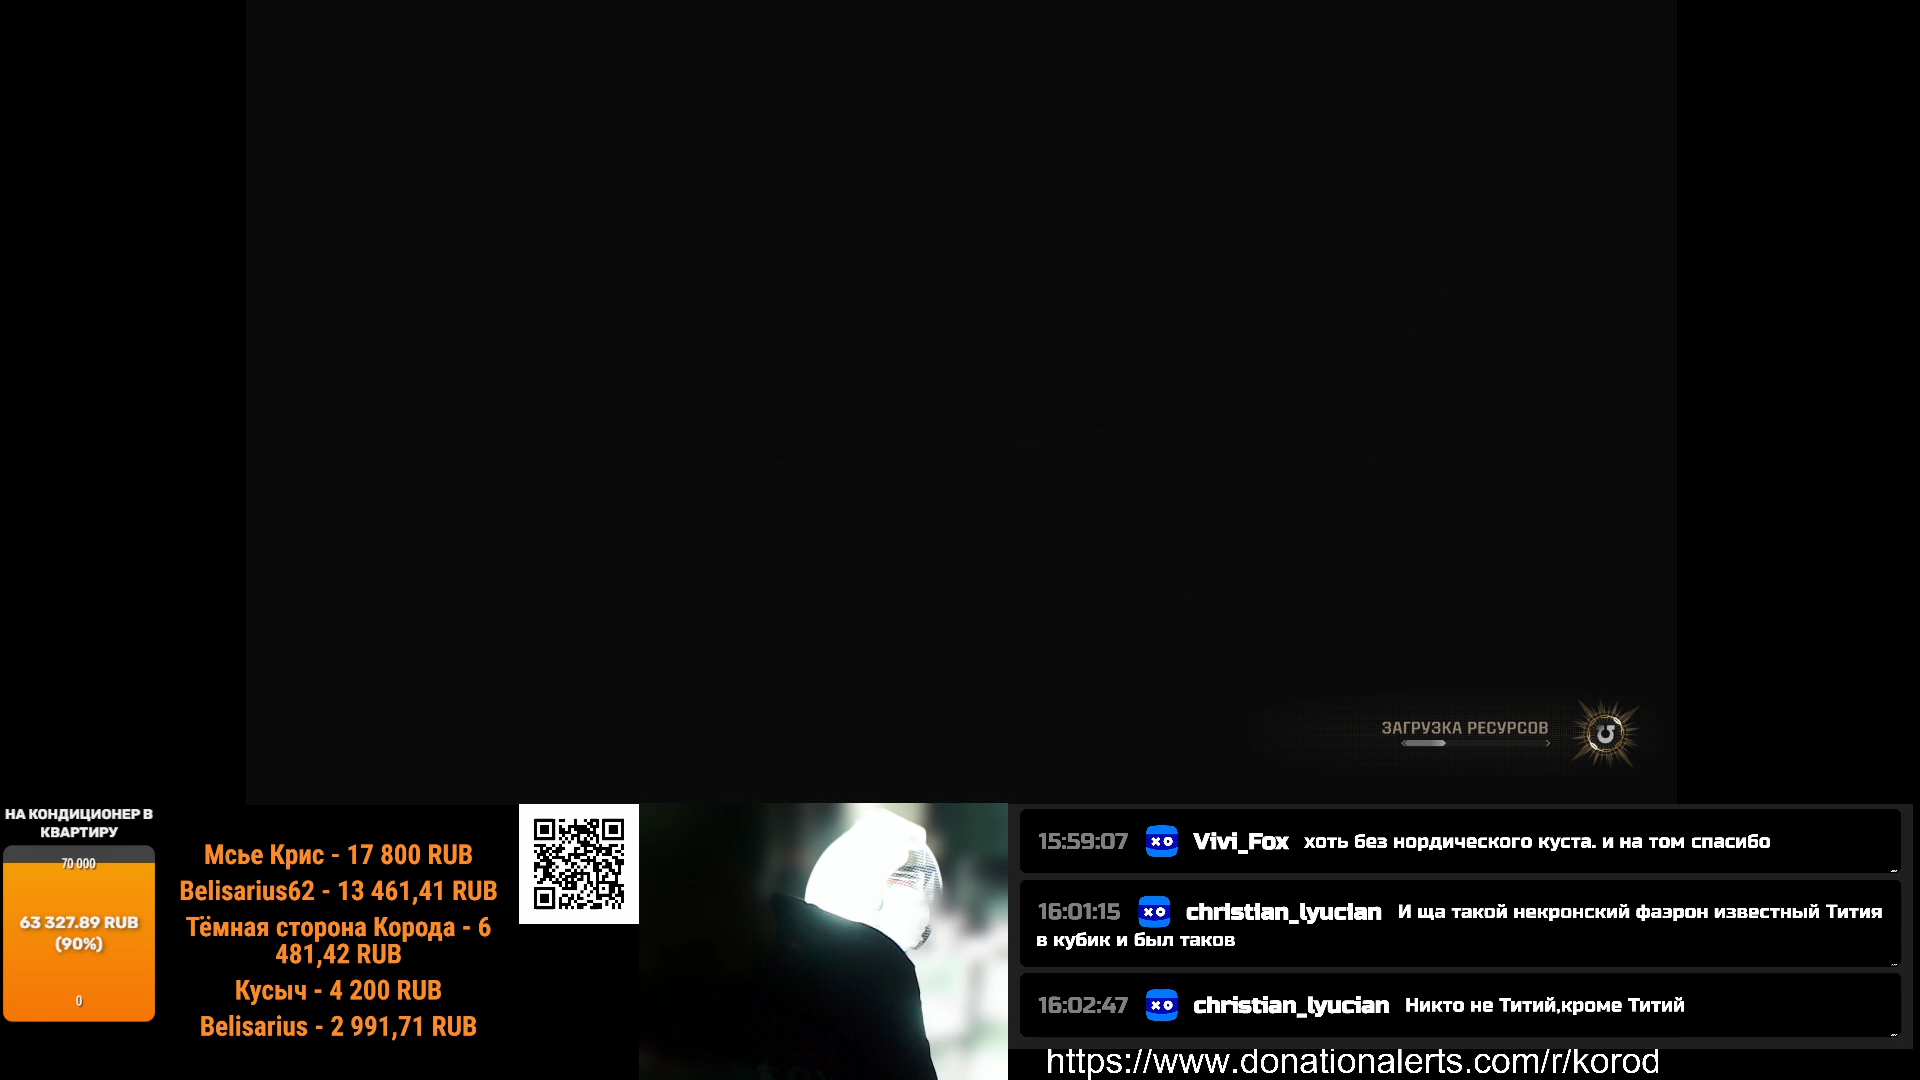 ЗАГРУЗКА РЕСУРСОВ
НА КОНДИЦИОНЕР В
КВАРТИРУ
70 000
63 327.89 RUB
(90%)
0
Мсье Крис - 17 800 RUB
Belisarius62 - 13 461,41 RUB
Тёмная сторона Корода - 6
481,42 RUB
Кусыч - 4 200 RUB
Belisarius - 2 991,71 RUB
15:59:07 Vivi_Fox хоть без нордического куста. и на том спасибо
16:01:15 christian_lyucian И ща такой некронский фаэрон известный Тития
в кубик и был таков
16:02:47 christian_lyucian Никто не Титий,кроме Титий
https://www.donationalerts.com/r/korod